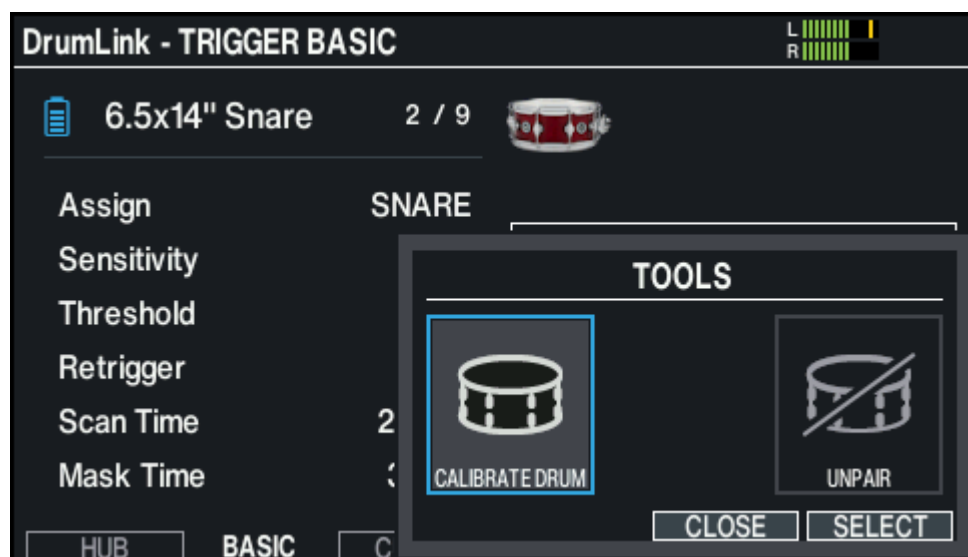 DrumLink - TRIGGER BASIC
L
R
6.5x14" Snare 2 / 9
Assign SNARE
Sensitivity
Threshold
Retrigger
Scan Time 2
Mask Time
TOOLS
CALIBRATE DRUM UNPAIR
CLOSE SELECT
HUB BASIC C